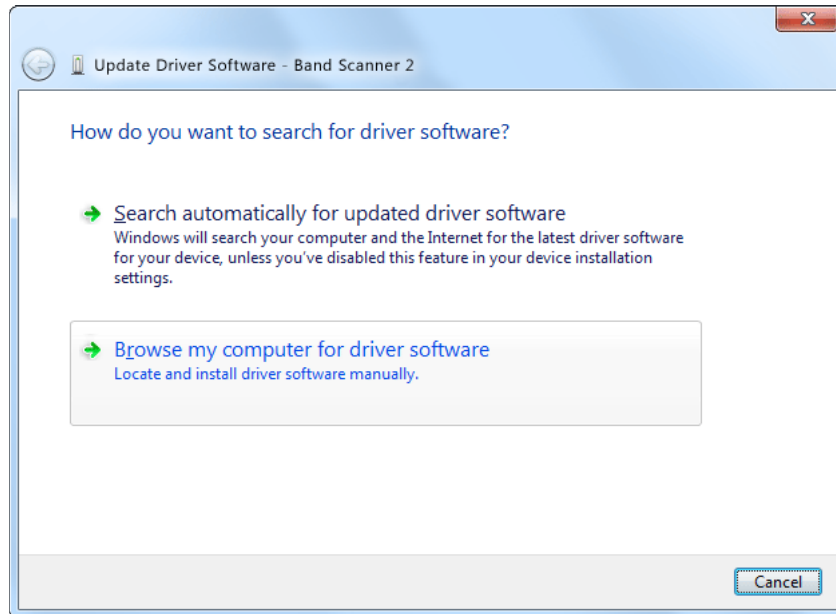 Update Driver Software - Band Scanner 2
How do you want to search for driver software?
Search automatically for updated driver software
Windows will search your computer and the Internet for the latest driver software
for your device, unless you've disabled this feature in your device installation
settings.
Browse my computer for driver software
Locate and install driver software manually.
Cancel